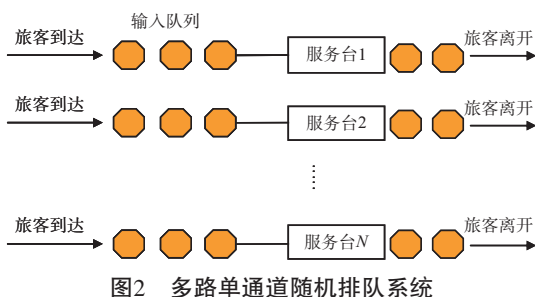 输入队列
旅客到达
服务台1
旅客离开
旅客到达
服务台2
旅客离开
旅客到达
服务台N
旅客离开
图2 多路单通道随机排队系统